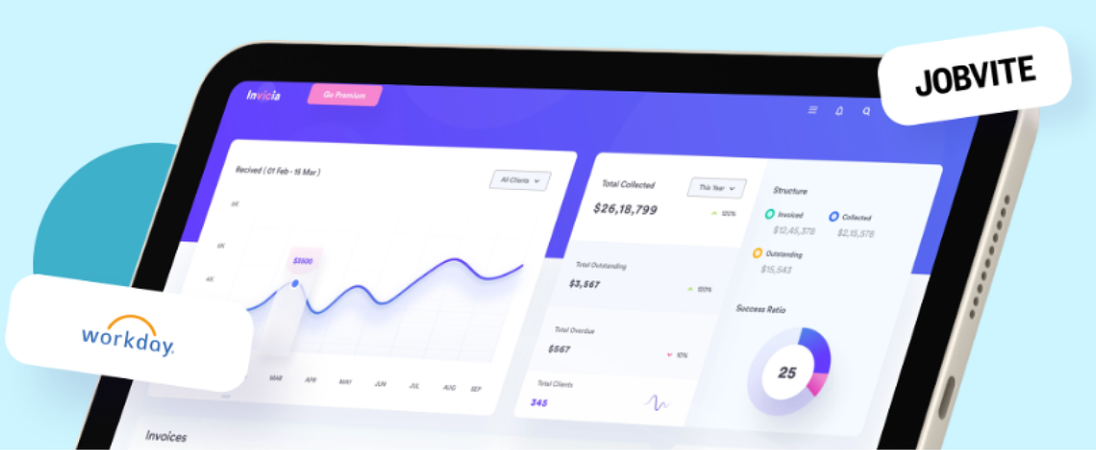 JOBVITE
Invicia
Go Premium
Recived ( 01 Feb - 15 Mar )
All Clients
8K
6K
4K
$3500
MAR APR MAY JUN JUL AUG SEP
Total Collected
This Year
$26,18,799
100%
Total Outstanding
$3,567
100%
Total Overdue
$567
10%
Total Clients
345
Structure
Invoiced
$12,45,378
Collected
$2,15,578
Outstanding
$15,543
Success Ratio
25
workday.
Invoices